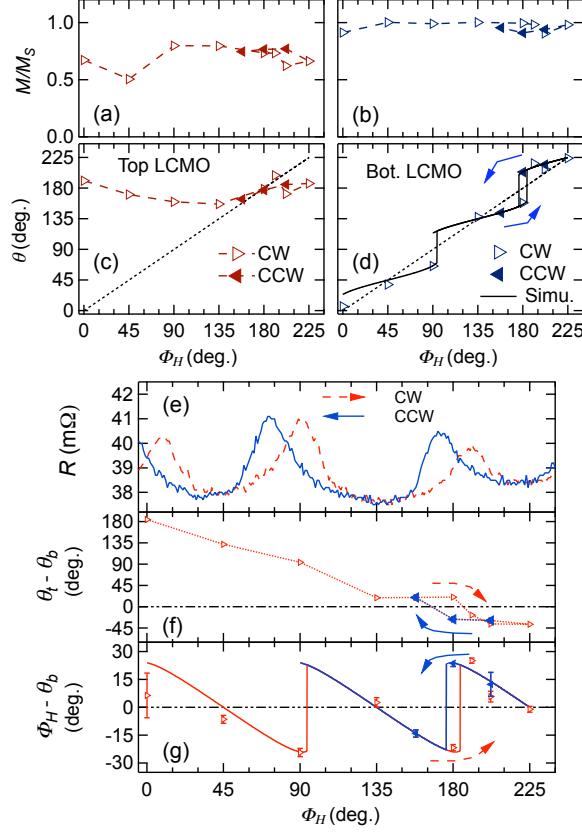 M/M_S
1.0
0.5
0.0
(a)
(b)
θ (deg.)
225
180
135
90
45
0
Top LCMO
CW
CCW
(c)
Bot. LCMO
CW
CCW
Simu.
(d)
0 45 90 135 180 225
0 45 90 135 180 225
Φ_H (deg.)
Φ_H (deg.)
(e)
CW
CCW
R (mΩ)
42
41
40
39
38
θ_t - θ_b (deg.)
180
135
90
45
0
-45
(f)
Φ_H - θ_b (deg.)
30
15
0
-15
-30
(g)
0 45 90 135 180 225
Φ_H (deg.)